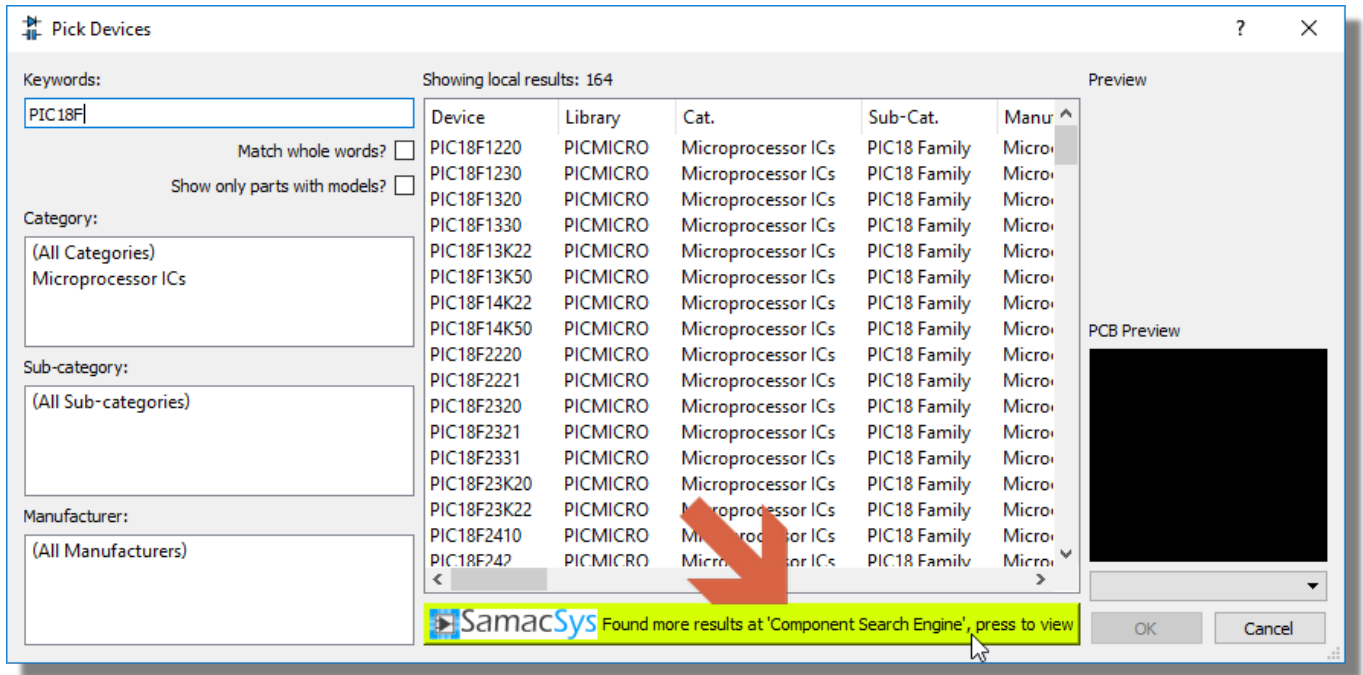 Pick Devices
?
Keywords:
PIC18F
Match whole words?
Show only parts with models?
Category:
(All Categories)
Microprocessor ICs
Sub-category:
(All Sub-categories)
Manufacturer:
(All Manufacturers)
Showing local results: 164
Device Library Cat. Sub-Cat.
PIC18F1220 PICMICRO Microprocessor ICs PIC18 Family
PIC18F1230 PICMICRO Microprocessor ICs PIC18 Family
PIC18F1320 PICMICRO Microprocessor ICs PIC18 Family
PIC18F1330 PICMICRO Microprocessor ICs PIC18 Family
PIC18F13K22 PICMICRO Microprocessor ICs PIC18 Family
PIC18F13K50 PICMICRO Microprocessor ICs PIC18 Family
PIC18F14K22 PICMICRO Microprocessor ICs PIC18 Family
PIC18F14K50 PICMICRO Microprocessor ICs PIC18 Family
PIC18F2220 PICMICRO Microprocessor ICs PIC18 Family
PIC18F2221 PICMICRO Microprocessor ICs PIC18 Family
PIC18F2320 PICMICRO Microprocessor ICs PIC18 Family
PIC18F2321 PICMICRO Microprocessor ICs PIC18 Family
PIC18F2331 PICMICRO Microprocessor ICs PIC18 Family
PIC18F23K20 PICMICRO Microprocessor ICs PIC18 Family
PIC18F23K22 PICMICRO ICs PIC18 Family
PIC18F2410 PICMICRO ICs PIC18 Family
PIC18F242 PICMICRO ICs PIC18 Family
SamacSys Found more results at 'Component Search Engine', press to view
Preview
PCB Preview
OK Cancel